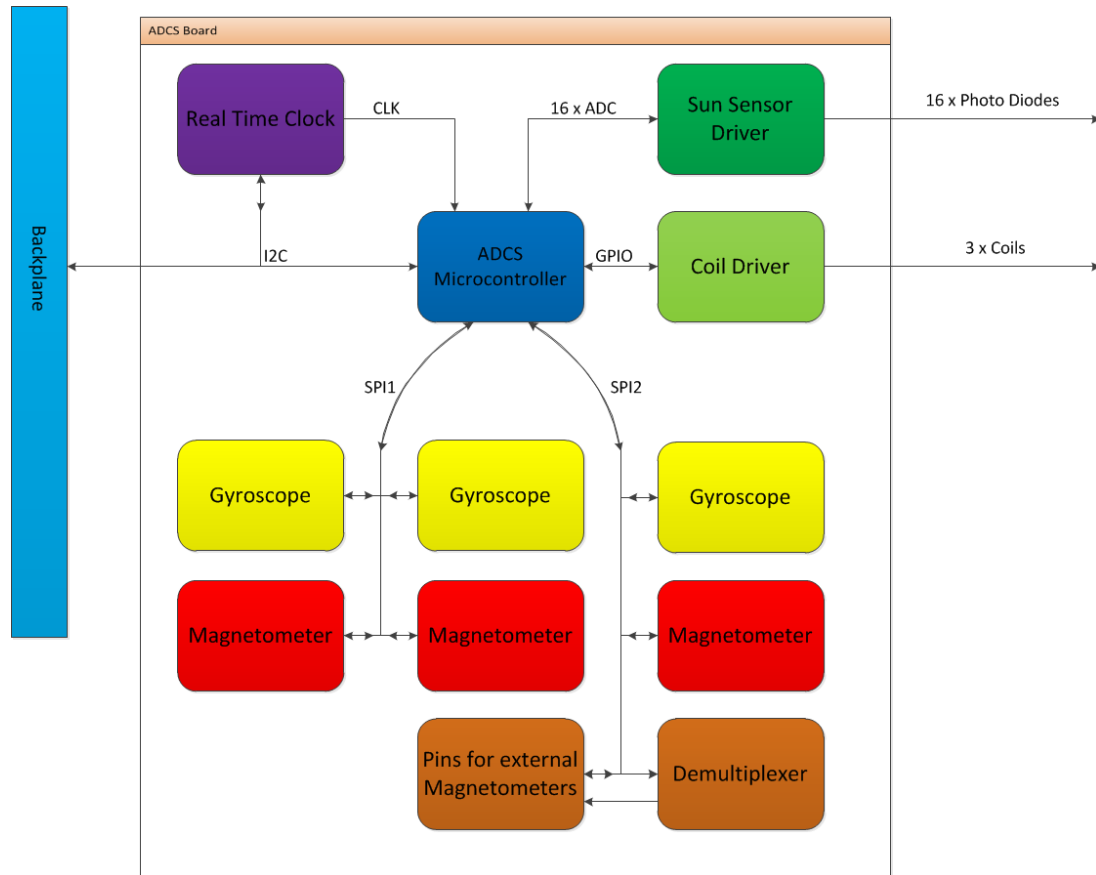 ADCS Board
Real Time Clock
CLK
16 x ADC
Sun Sensor
Driver
16 x Photo Diodes
Backplane
I2C
ADCS
Microcontroller
GPIO
Coil Driver
3 x Coils
SPI1
SPI2
Gyroscope
Gyroscope
Gyroscope
Magnetometer
Magnetometer
Magnetometer
Pins for external
Magnetometers
Demultiplexer